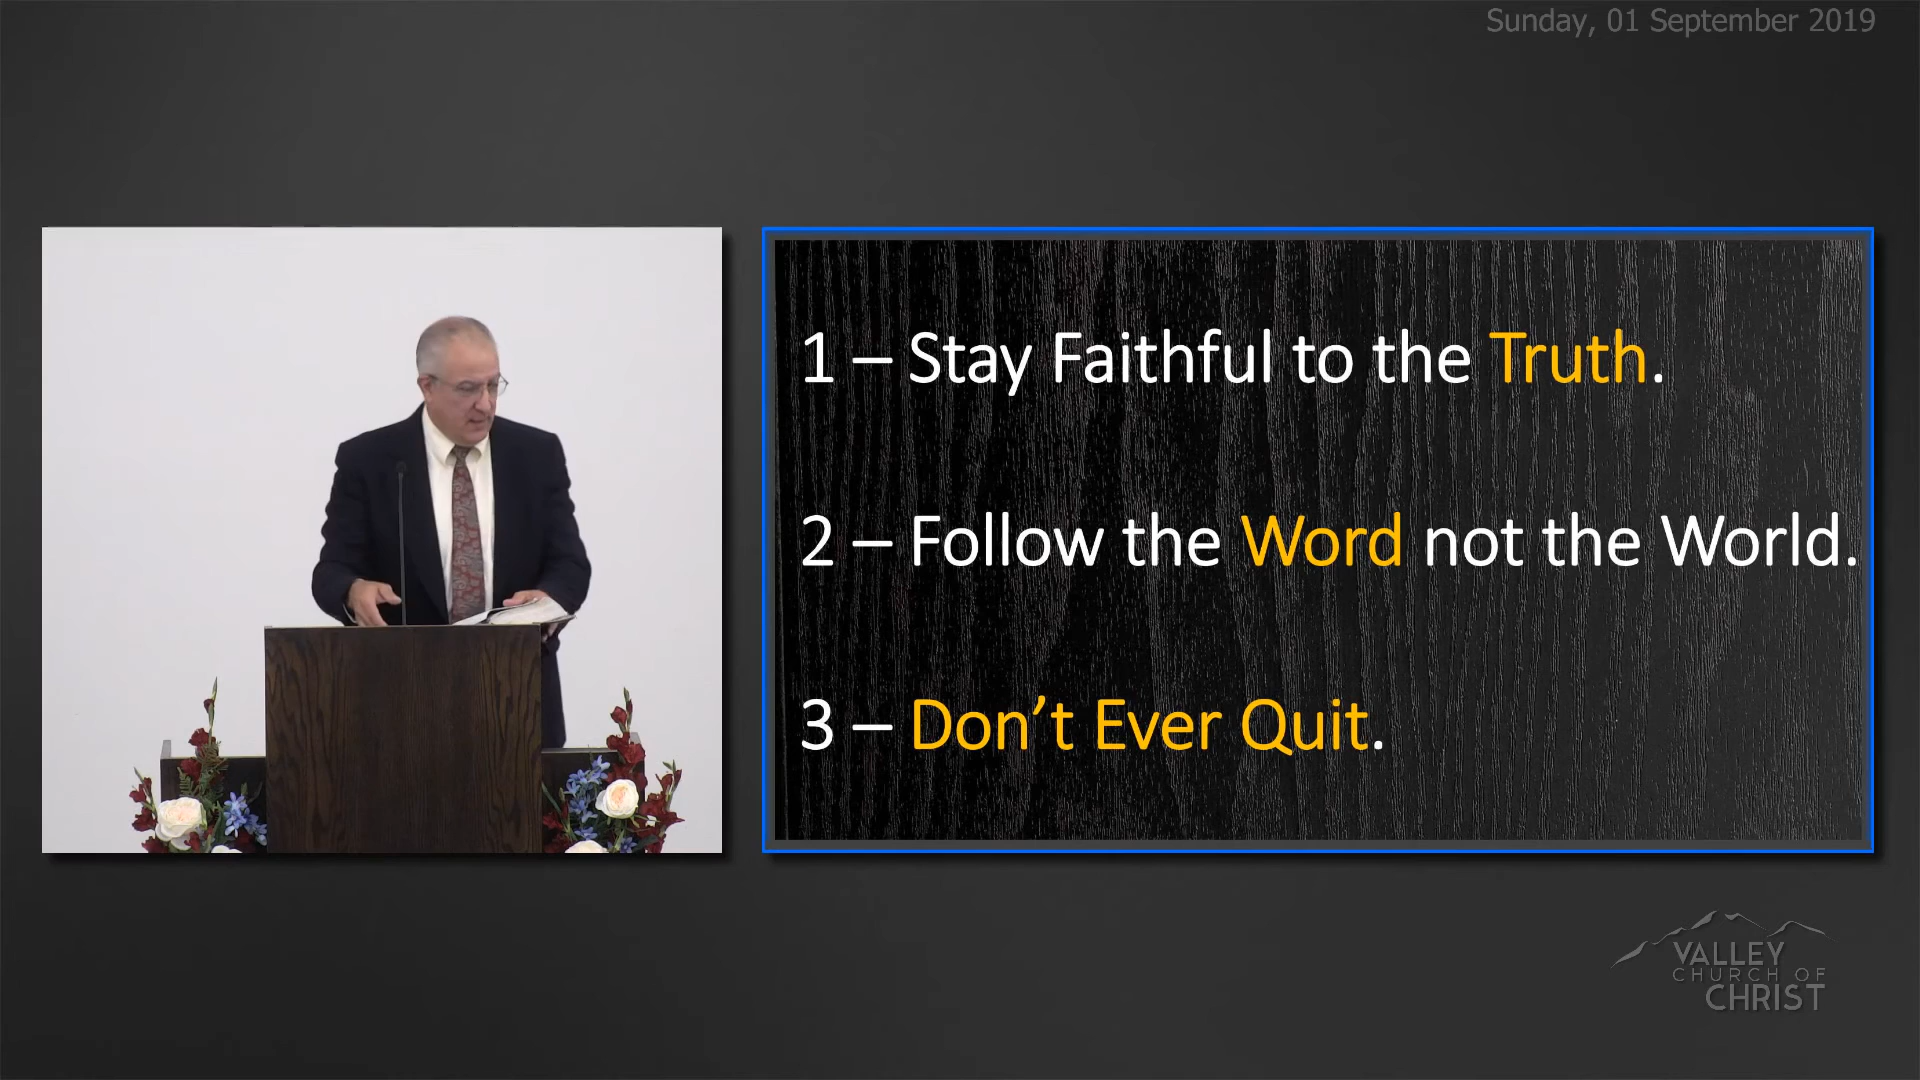 Sunday, 01 September 2019
1 – Stay Faithful to the Truth.
2 – Follow the Word not the World.
3 – Don’t Ever Quit.
VALLEY
CHURCH OF
CHRIST